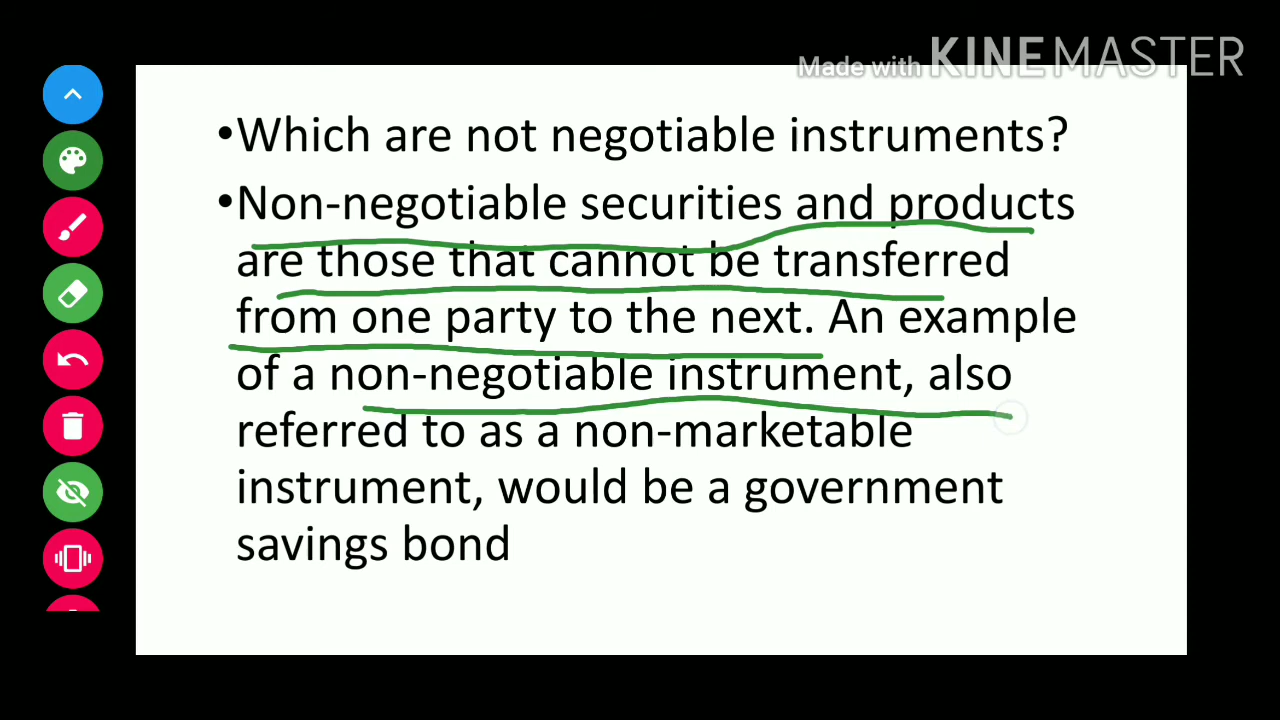 Made with KINEMASTER
•Which are not negotiable instruments?
•Non-negotiable securities and products
are those that cannot be transferred
from one party to the next. An example
of a non-negotiable instrument, also
referred to as a non-marketable
instrument, would be a government
savings bond